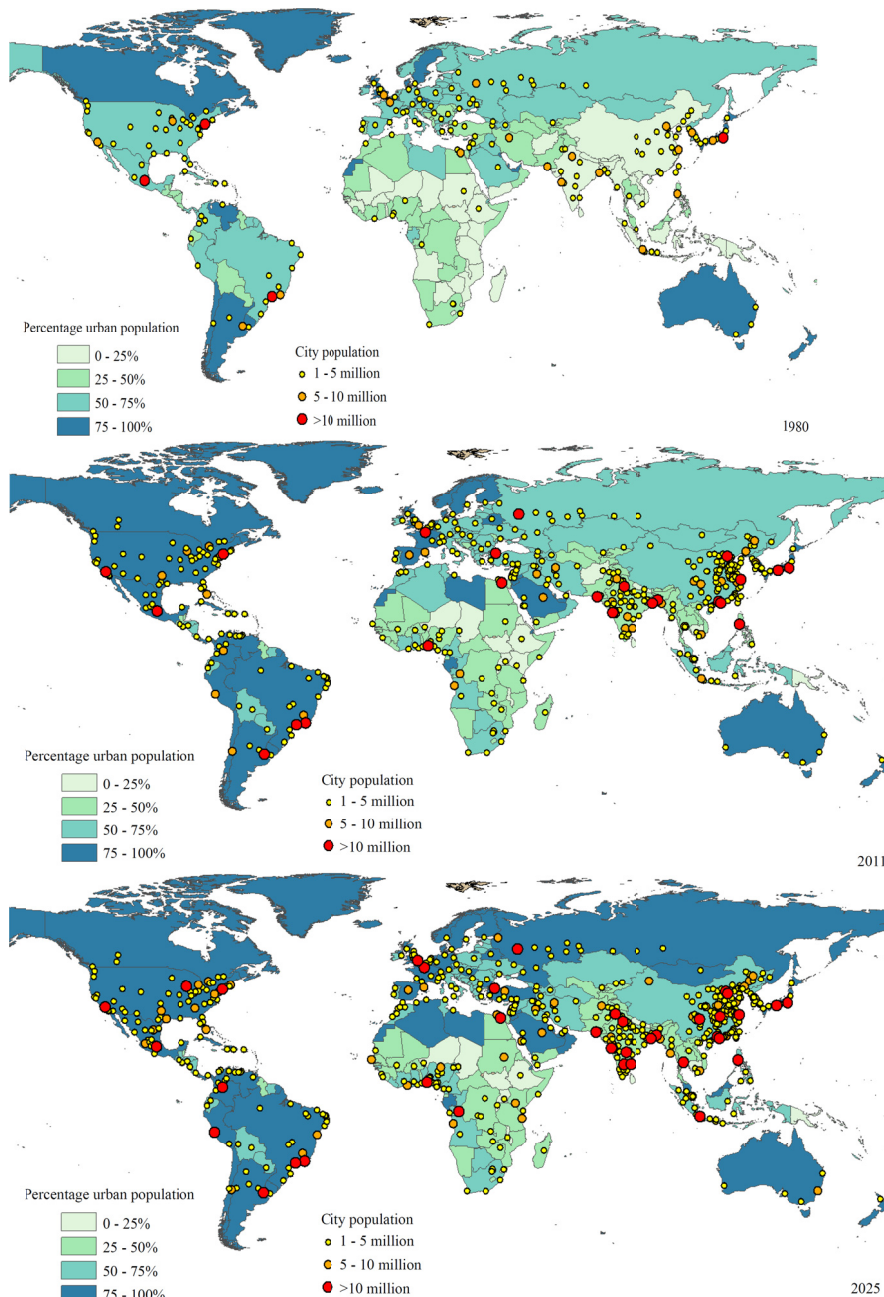 Percentage urban population
0 - 25%
25 - 50%
50 - 75%
75 - 100%
City population
1 - 5 million
5 - 10 million
>10 million
1980
Percentage urban population
0 - 25%
25 - 50%
50 - 75%
75 - 100%
City population
1 - 5 million
5 - 10 million
>10 million
2011
Percentage urban population
0 - 25%
25 - 50%
50 - 75%
75 - 100%
City population
1 - 5 million
5 - 10 million
>10 million
2025